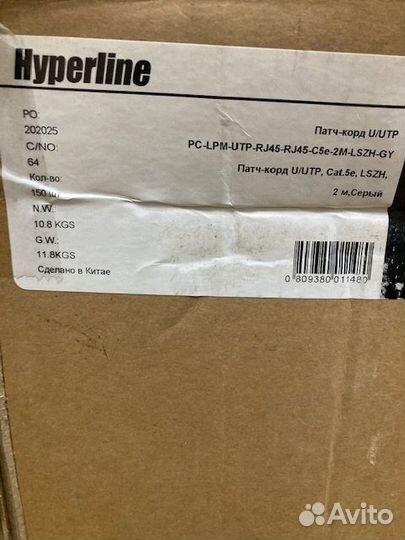 Hyperline
PO:
202025
C/NO:
64
Кол-во:
150 шт
N.W.
10.8 KGS
G.W.:
11.8KGS
Сделано в Китае
Патч-корд U/UTP
PC-LPM-UTP-RJ45-RJ45-C5e-2M-LSZH-GY
Патч-корд U/UTP, Cat.5e, LSZH,
2 м,Серый
0 809380 011480
Avito